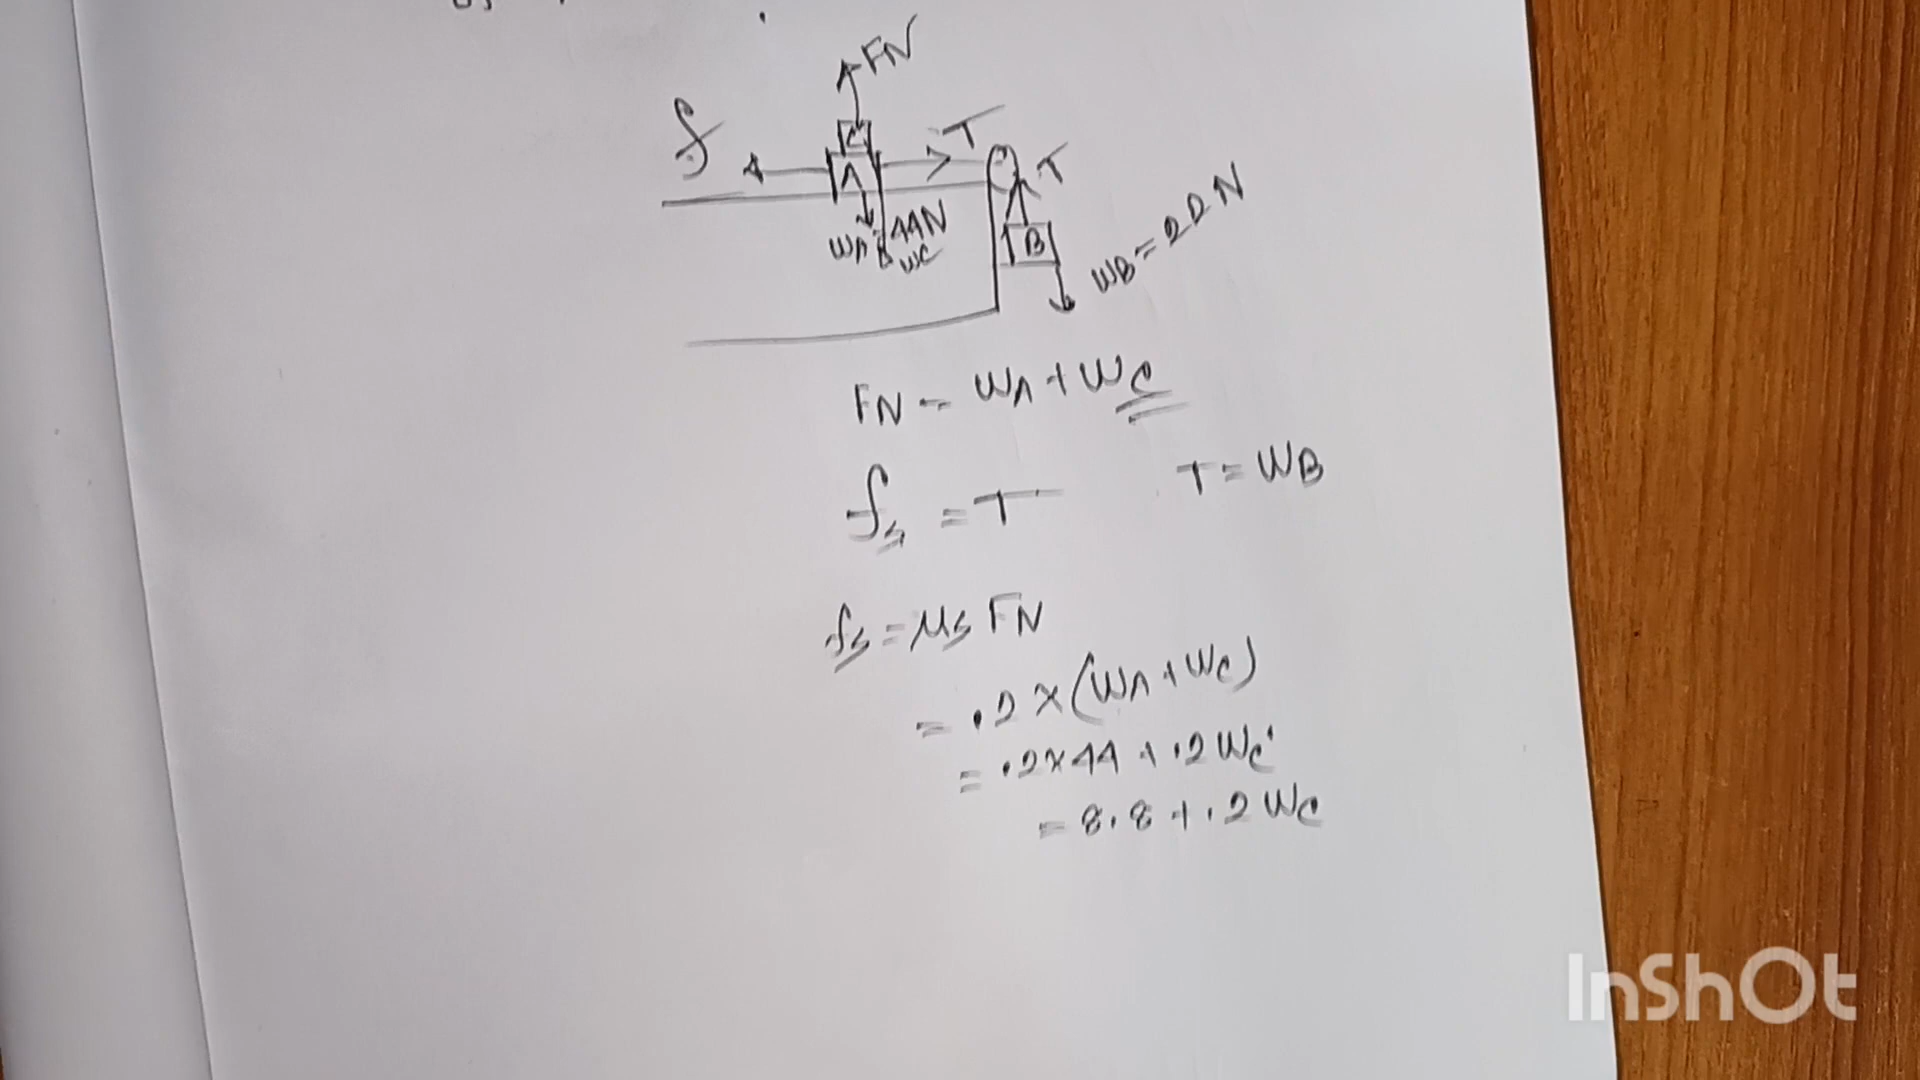 FN
f
C
T
A
T
WA = 44N
WC
B
WB = 22N
FN = WA + WC
fs = T
T = WB
fs = μs FN
= .2 × (WA + WC)
= .2×44 + .2 WC
= 8.8 + .2 WC
InShOt